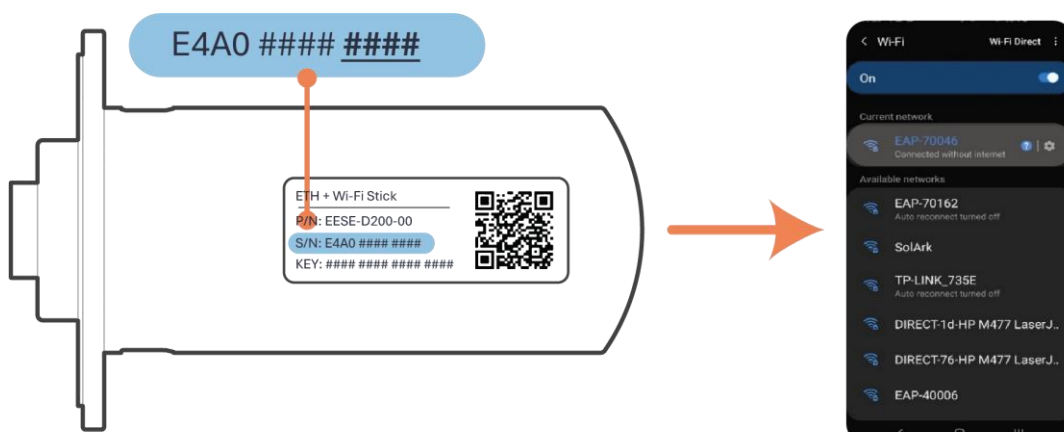 E4A0 #### ####
ETH + Wi-Fi Stick
P/N: EESE-D200-00
S/N: E4A0 #### ####
KEY: #### #### #### ####
Wi-Fi
Wi-Fi Direct
On
Current network
EAP-70046
Connected without internet
Available networks
EAP-70162
Auto reconnect turned off
SolArk
TP-LINK_735E
Auto reconnect turned off
DIRECT-1d-HP M477 LaserJ..
DIRECT-76-HP M477 LaserJ..
EAP-40006